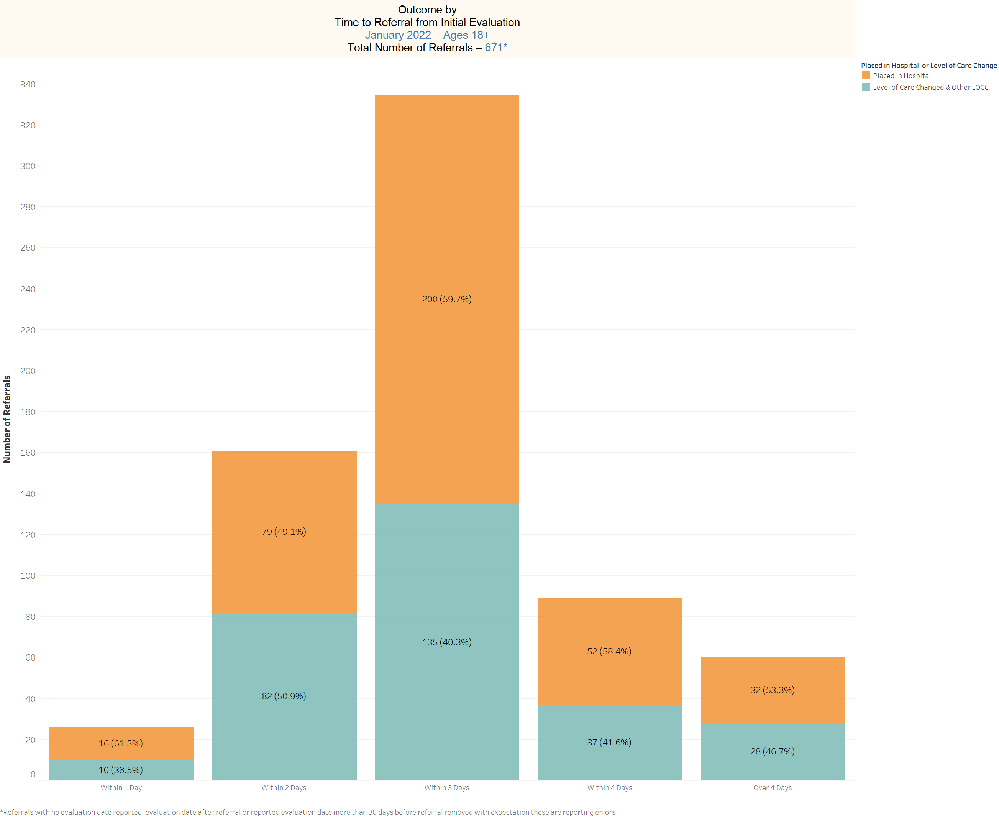 Outcome by
Time to Referral from Initial Evaluation
January 2022 Ages 18+
Total Number of Referrals – 671*
Placed in Hospital or Level of Care Change
Placed in Hospital
Level of Care Changed & Other LOCC
Number of Referrals
340
320
300
280
260
240
220
200
180
160
140
120
100
80
60
40
20
0
200 (59.7%)
79 (49.1%)
135 (40.3%)
52 (58.4%)
32 (53.3%)
82 (50.9%)
37 (41.6%)
28 (46.7%)
16 (61.5%)
10 (38.5%)
Within 1 Day
Within 2 Days
Within 3 Days
Within 4 Days
Over 4 Days
*Referrals with no evaluation date reported, evaluation date after referral or reported evaluation date more than 30 days before referral removed with expectation these are reporting errors